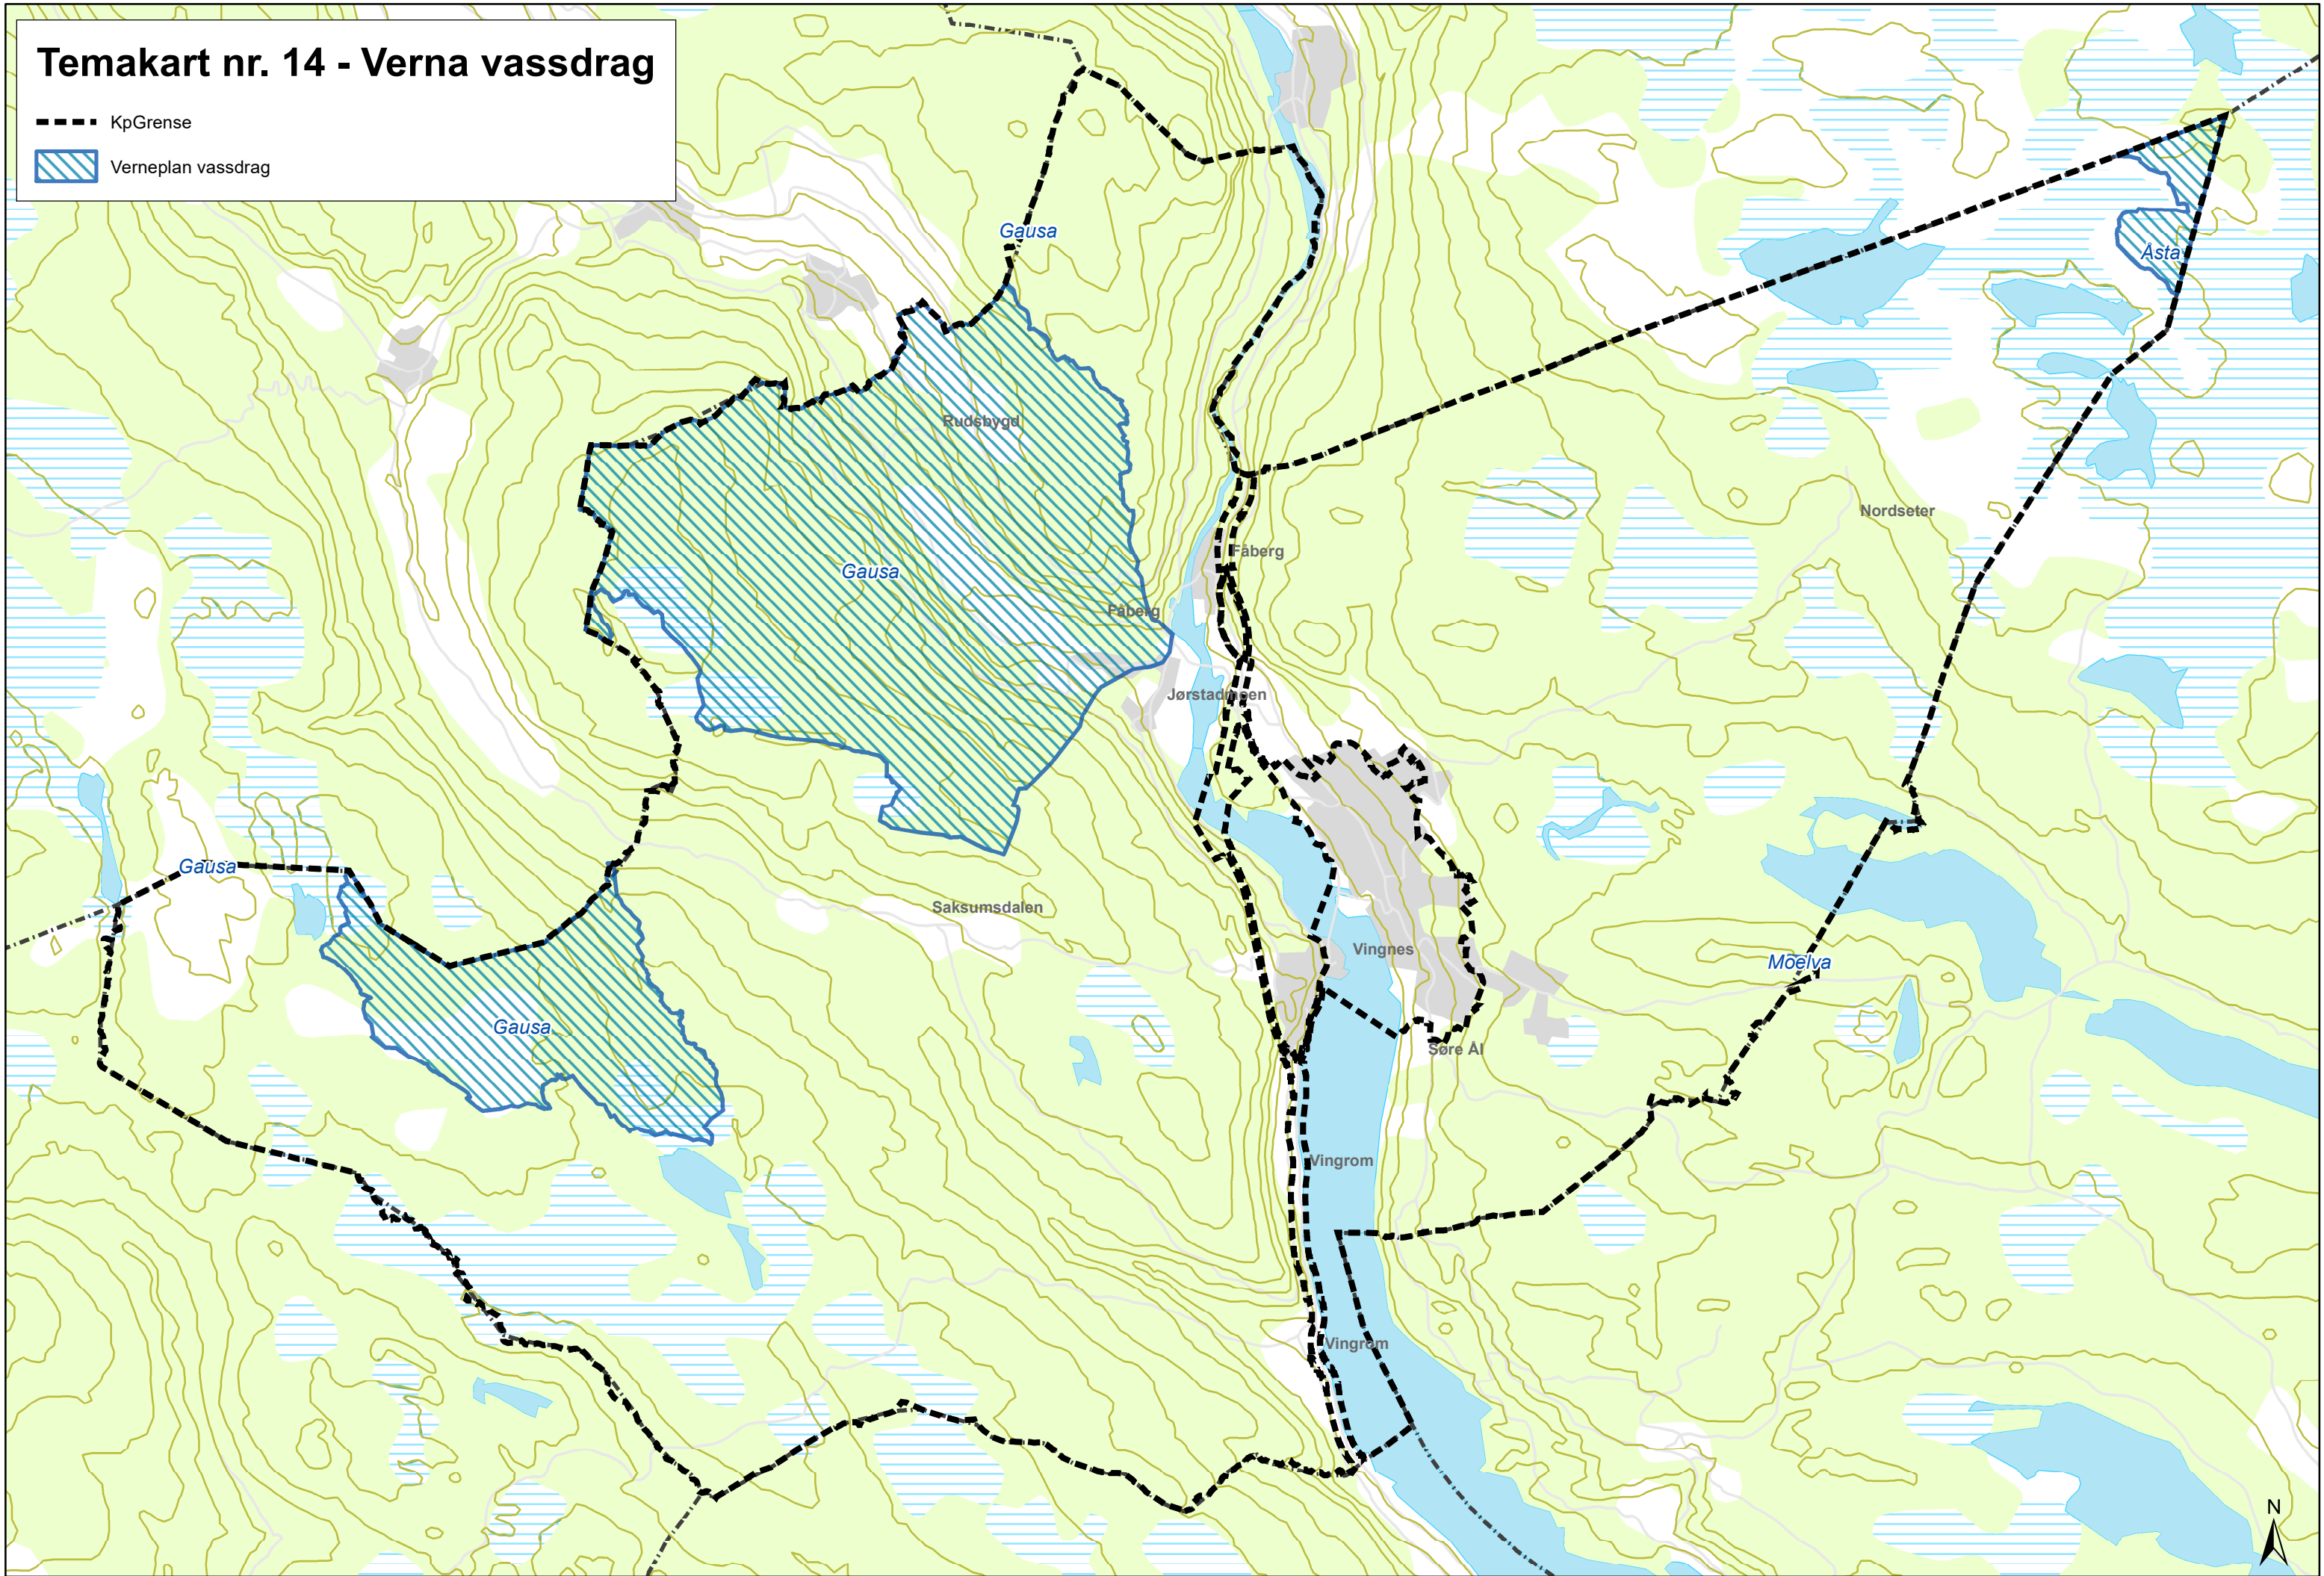 Temakart nr. 14 - Verna vassdrag
KpGrense
Verneplan vassdrag
Gausa
Åsta
Rudsbygd
Nordseter
Fåberg
Gausa
Fåberg
Jørstadmoen
Gausa
Saksumsdalen
Vingnes
Moelva
Gausa
Søre Ål
Vingrom
Vingrom
N